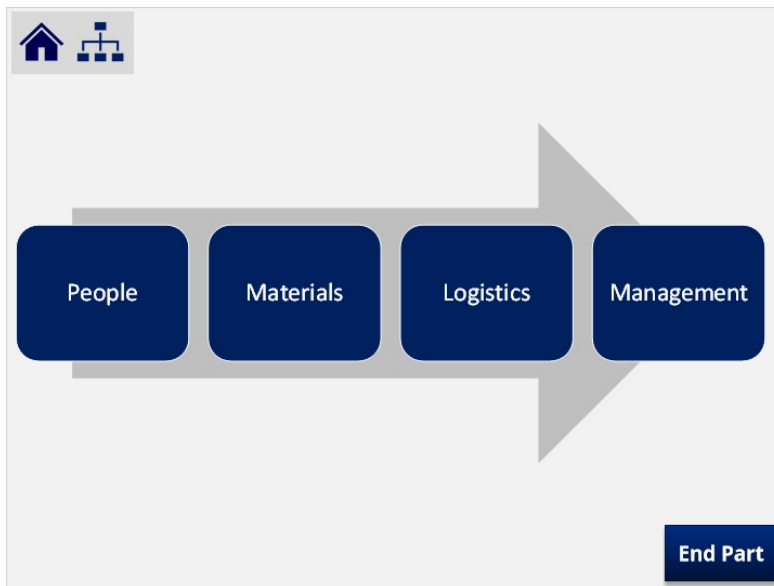 People
Materials
Logistics
Management
End Part